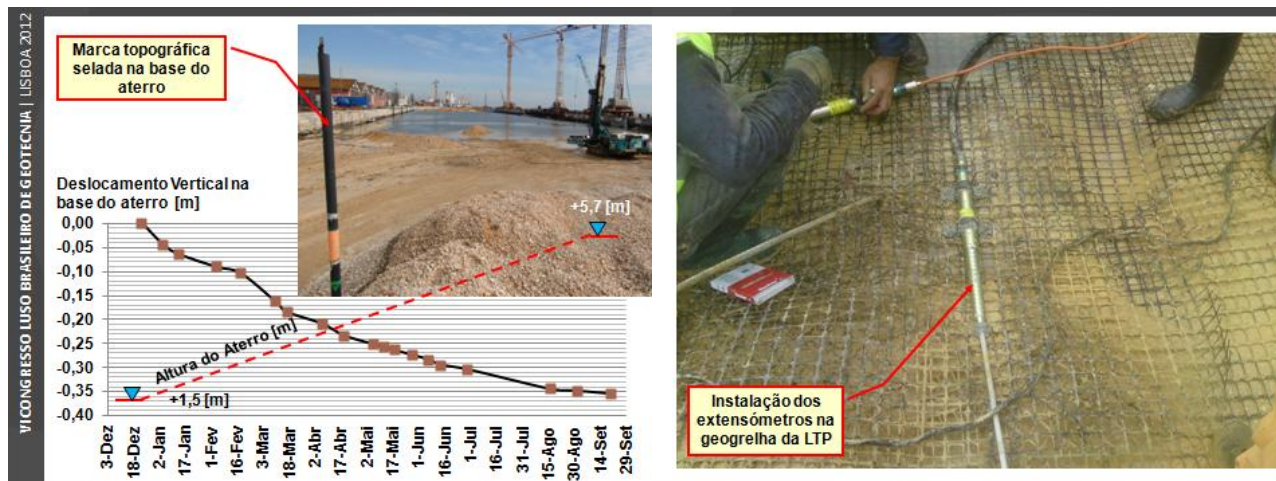 VI CONGRESSO LUSO BRASILEIRO DE GEOTECNIA | LISBOA 2012
Marca topográfica
selada na base do
aterro
Deslocamento Vertical na
base do aterro [m]
0,00
-0,05
-0,10
-0,15
-0,20
-0,25
-0,30
-0,35
-0,40
+5,7 [m]
Altura do Aterro [m]
+1,5 [m]
3-Dez
18-Dez
2-Jan
17-Jan
1-Fev
16-Fev
3-Mar
18-Mar
2-Abr
17-Abr
2-Mai
17-Mai
1-Jun
16-Jun
1-Jul
16-Jul
31-Jul
15-Ago
30-Ago
14-Set
29-Set
Instalação dos
extensómetros na
geogrelha da LTP